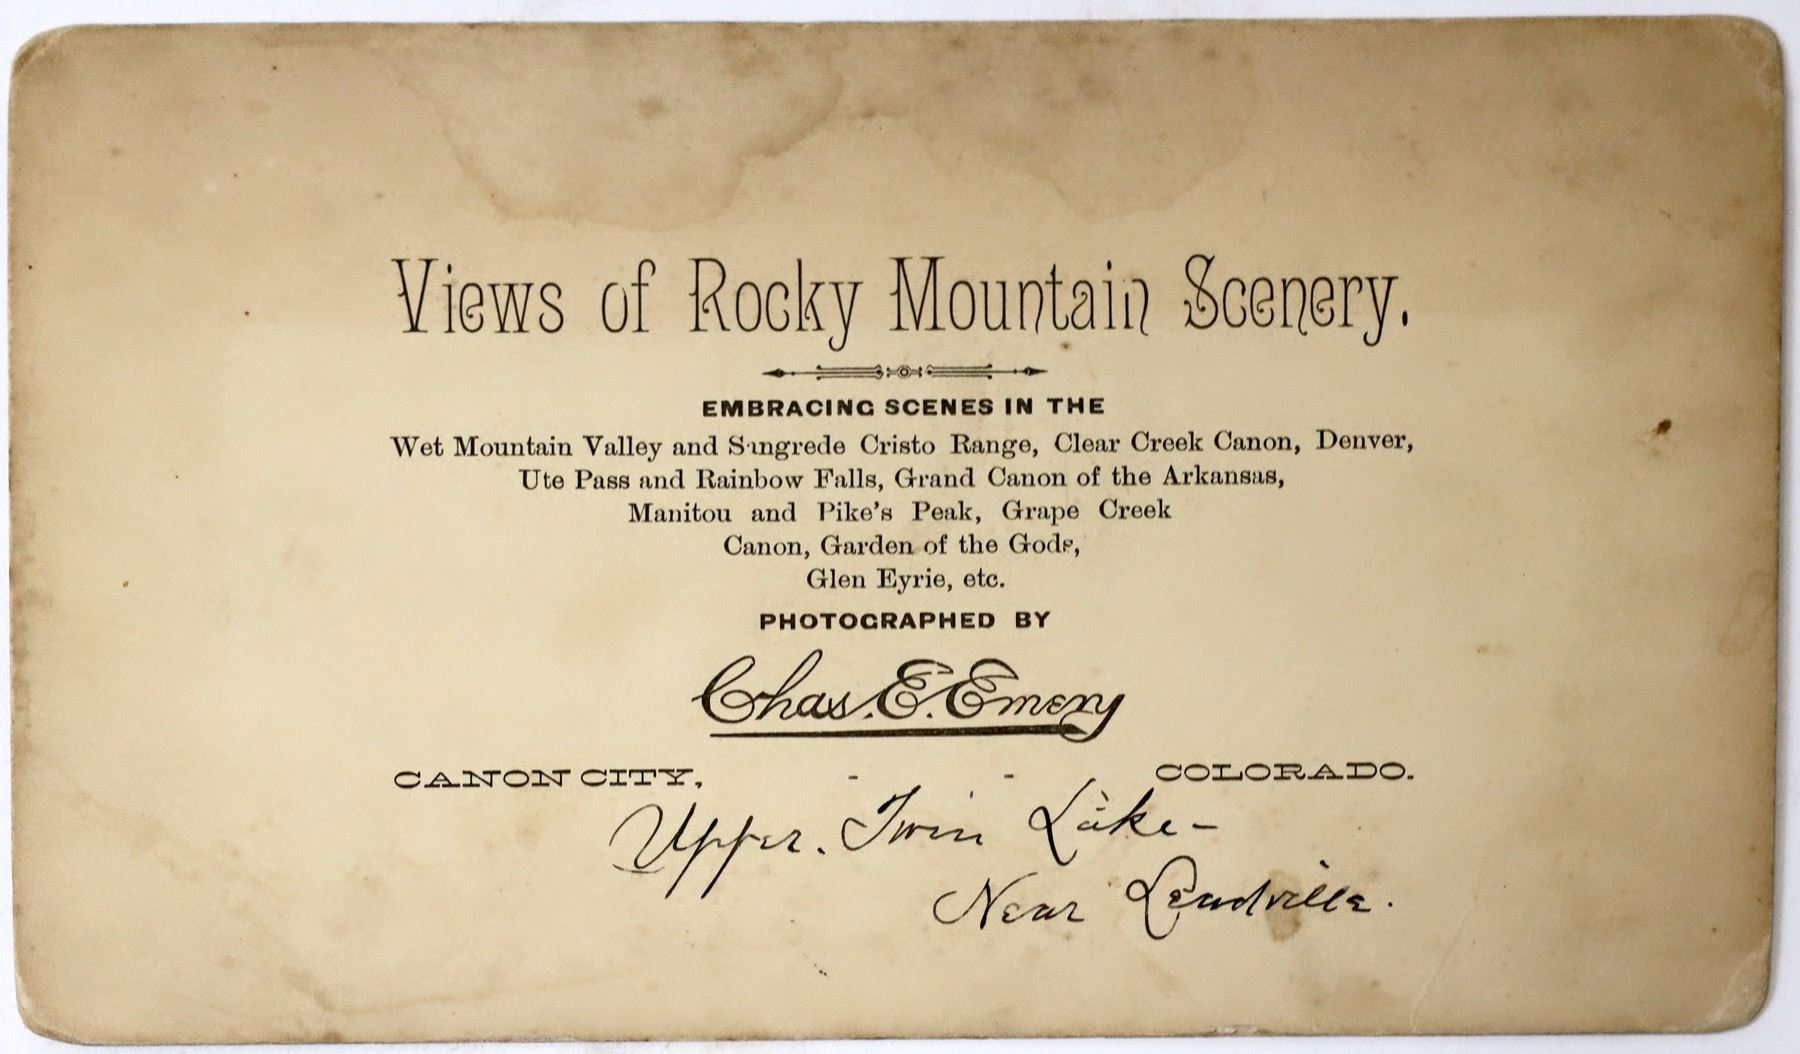 Views of Rocky Mountain Scenery.
EMBRACING SCENES IN THE
Wet Mountain Valley and Sangrede Cristo Range, Clear Creek Canon, Denver,
Ute Pass and Rainbow Falls, Grand Canon of the Arkansas,
Manitou and Pike's Peak, Grape Creek
Canon, Garden of the Gods,
Glen Eyrie, etc.
PHOTOGRAPHED BY
Chas. E. Emery
CANON CITY, - - COLORADO.
Upper. Twin Lake -
Near Leadville.